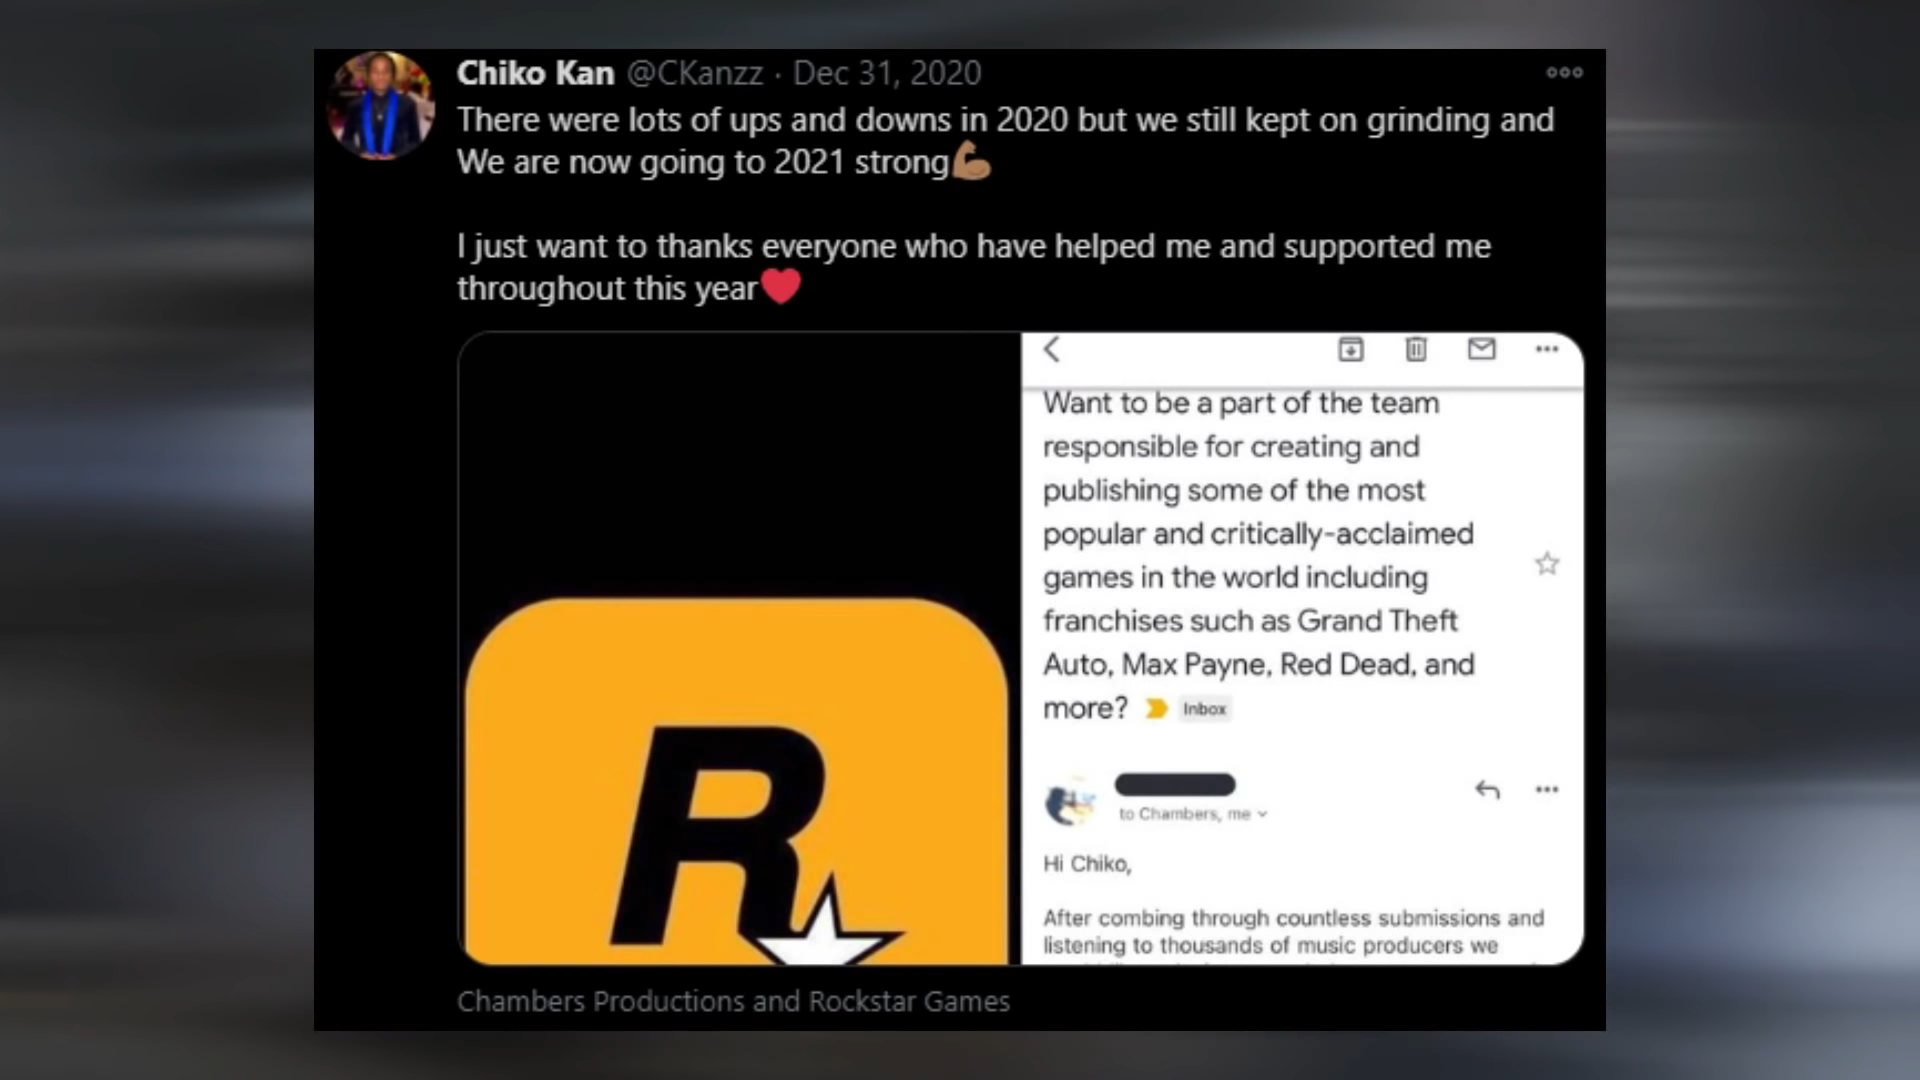 Chiko Kan @CKanzz · Dec 31, 2020
There were lots of ups and downs in 2020 but we still kept on grinding and
We are now going to 2021 strong💪🏽
I just want to thanks everyone who have helped me and supported me
throughout this year❤️
Want to be a part of the team
responsible for creating and
publishing some of the most
popular and critically-acclaimed
games in the world including
franchises such as Grand Theft
Auto, Max Payne, Red Dead, and
more? Inbox
to Chambers, me
Hi Chiko,
After combing through countless submissions and
listening to thousands of music producers we
R
Chambers Productions and Rockstar Games